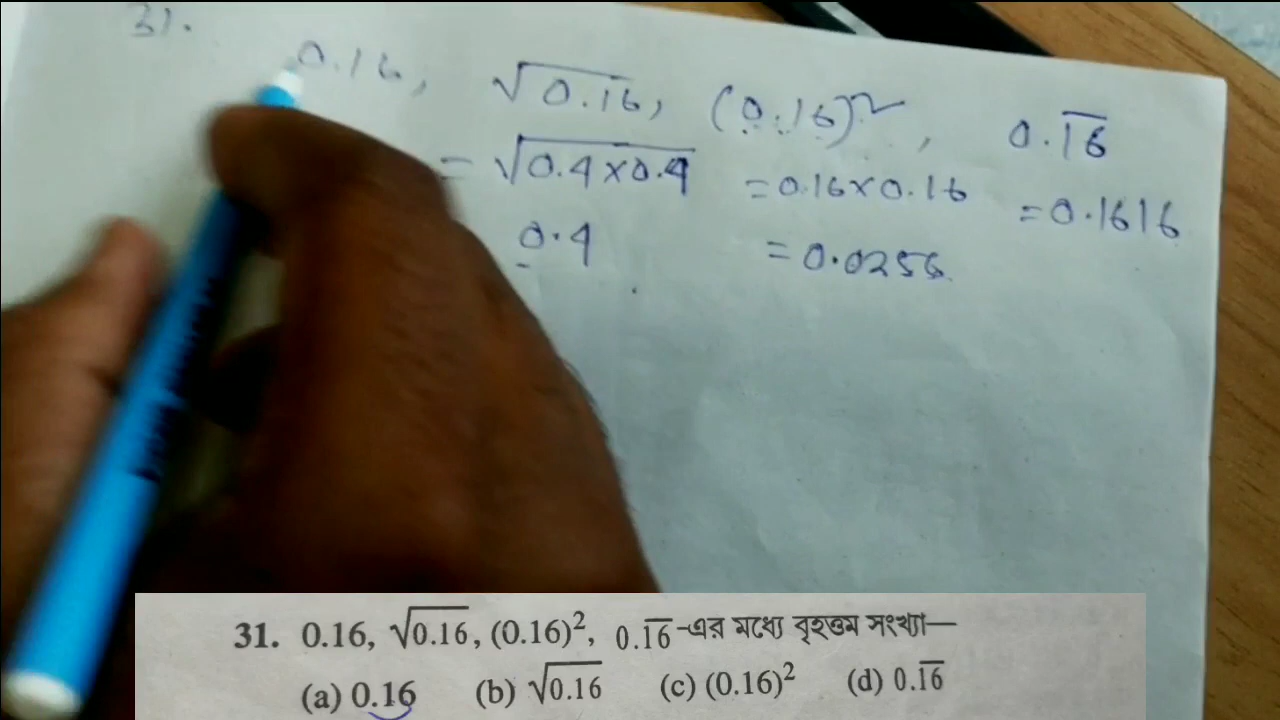 31.
0.16, √0.16, (0.16)², 0.1̅6̅
= √0.4×0.4 = 0.16×0.16 = 0.1616
0.4 = 0.0256
31. 0.16, √0.16, (0.16)², 0.1̅6̅ -এর মধ্যে বৃহত্তম সংখ্যা—
(a) 0.16 (b) √0.16 (c) (0.16)² (d) 0.1̅6̅